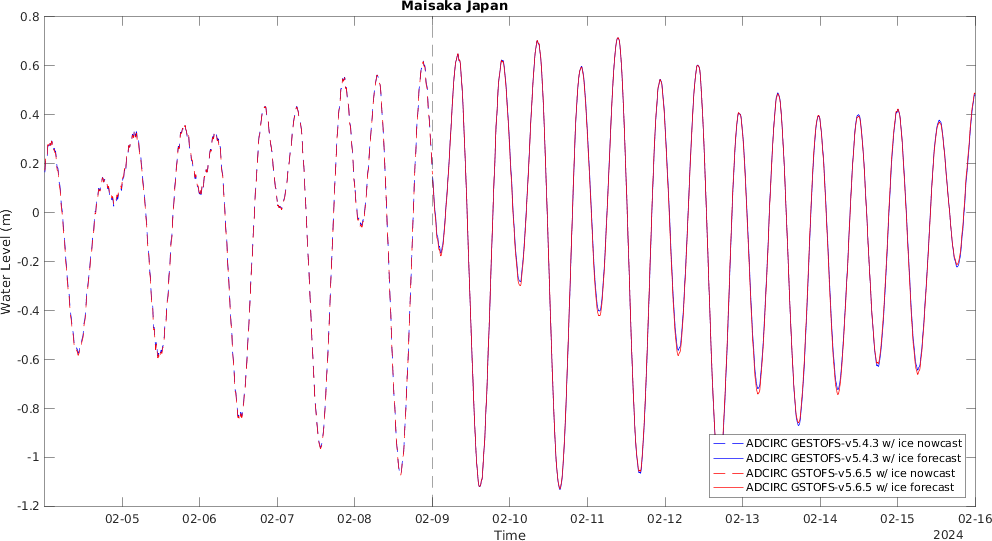 Maisaka Japan
0.8
0.6
0.4
0.2
0
-0.2
-0.4
-0.6
-0.8
-1
-1.2
Water Level (m)
ADCIRC GESTOFS-v5.4.3 w/ ice nowcast
ADCIRC GESTOFS-v5.4.3 w/ ice forecast
ADCIRC GSTOFS-v5.6.5 w/ ice nowcast
ADCIRC GSTOFS-v5.6.5 w/ ice forecast
02-05 02-06 02-07 02-08 02-09 02-10 02-11 02-12 02-13 02-14 02-15 02-16
Time
2024